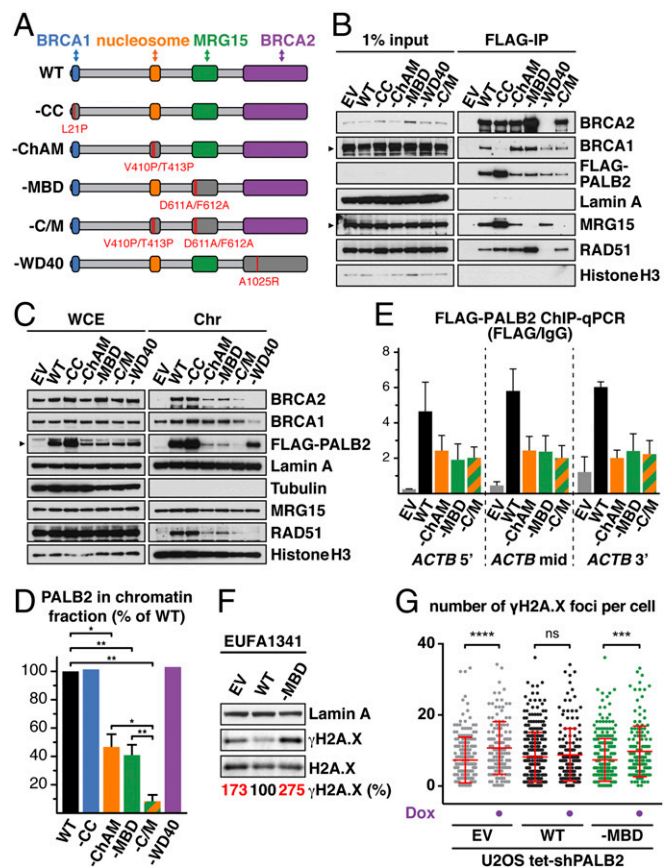 A
BRCA1 nucleosome MRG15 BRCA2
WT
-CC
L21P
-ChAM
V410P/T413P
-MBD
D611A/F612A
-C/M
V410P/T413P D611A/F612A
-WD40
A1025R
B
1% input FLAG-IP
EV WT -CC -ChAM -MBD -WD40 -C/M EV WT -CC -ChAM -MBD -WD40 -C/M
BRCA2
BRCA1
FLAG-PALB2
Lamin A
MRG15
RAD51
Histone H3
C
WCE Chr
EV WT -CC -ChAM -MBD -C/M -WD40 EV WT -CC -ChAM -MBD -C/M -WD40
BRCA2
BRCA1
FLAG-PALB2
Lamin A
Tubulin
MRG15
RAD51
Histone H3
D
PALB2 in chromatin
fraction (% of WT)
*
**
**
*
**
100
80
60
40
20
WT -CC -ChAM -MBD -C/M -WD40
E
FLAG-PALB2 ChIP-qPCR
(FLAG/IgG)
8
6
4
2
EV WT -ChAM -MBD -C/M EV WT -ChAM -MBD -C/M EV WT -ChAM -MBD -C/M
ACTB 5’ ACTB mid ACTB 3’
F
EUFA1341
EV WT -MBD
Lamin A
γH2A.X
H2A.X
173 100 275 γH2A.X (%)
G
number of γH2A.X foci per cell
**** ns ***
40
30
20
10
0
Dox
EV WT -MBD
U2OS tet-shPALB2